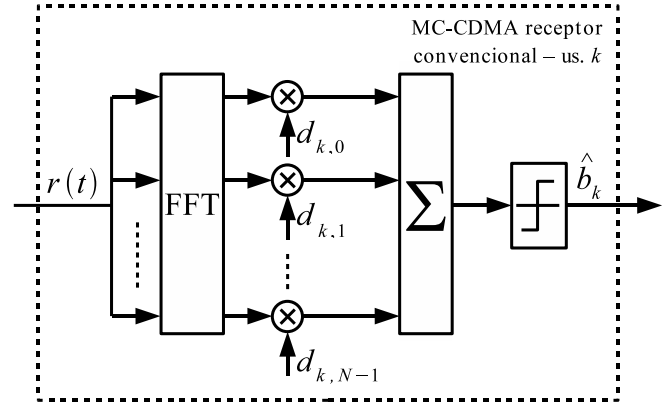 MC-CDMA receptor
convencional – us. k
r(t)
FFT
d_{k,0}
d_{k,1}
d_{k,N−1}
Σ
b̂_k